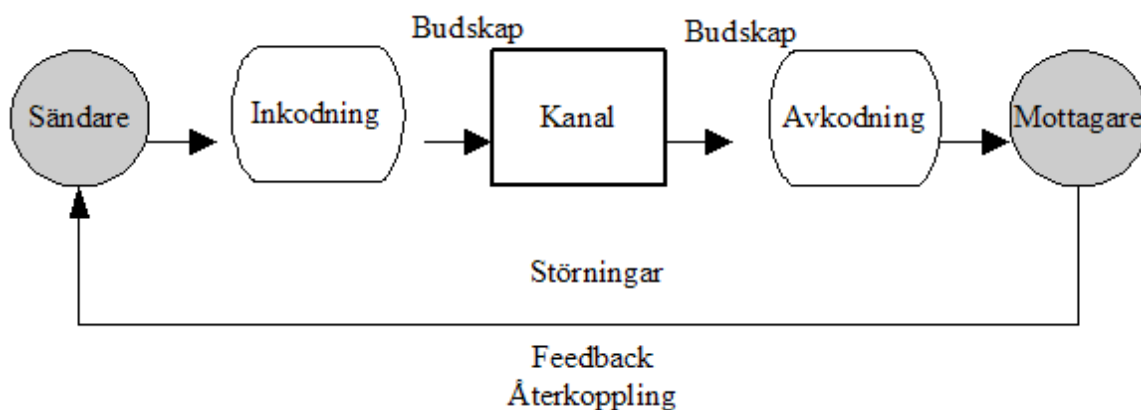 Budskap
Budskap
Sändare
Inkodning
Kanal
Avkodning
Mottagare
Störningar
Feedback
Återkoppling